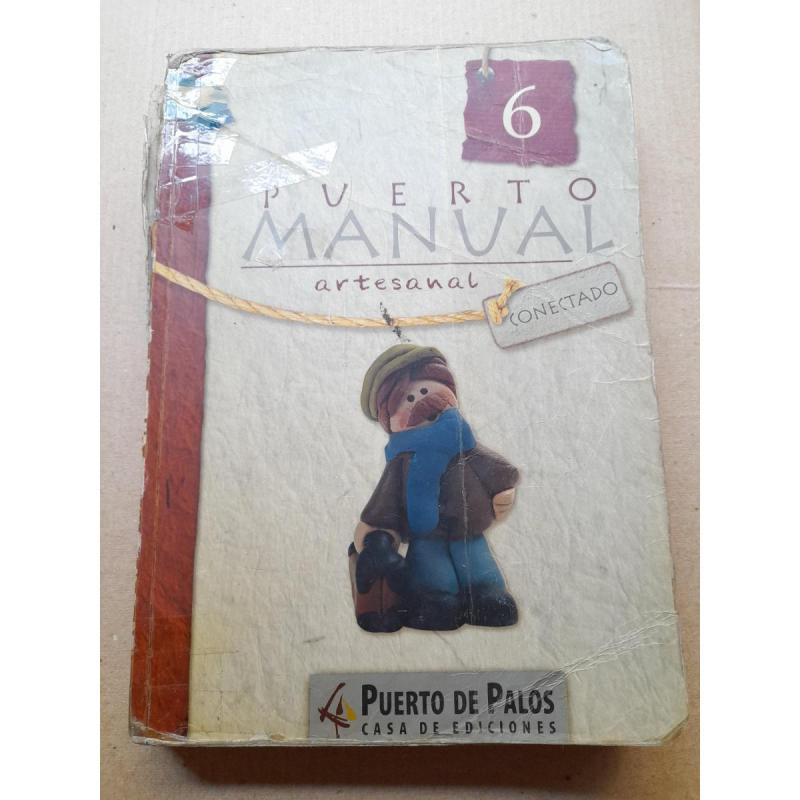 6
PUERTO
MANUAL
artesanal
CONECTADO
PUERTO DE PALOS
CASA DE EDICIONES